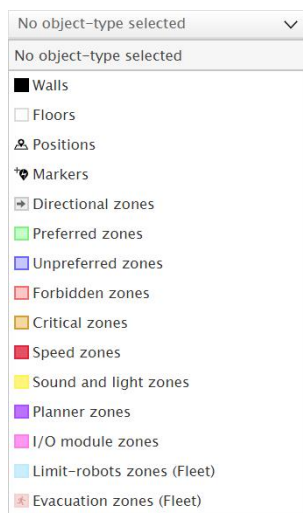 No object-type selected
No object-type selected
Walls
Floors
Positions
Markers
Directional zones
Preferred zones
Unpreferred zones
Forbidden zones
Critical zones
Speed zones
Sound and light zones
Planner zones
I/O module zones
Limit-robots zones (Fleet)
Evacuation zones (Fleet)